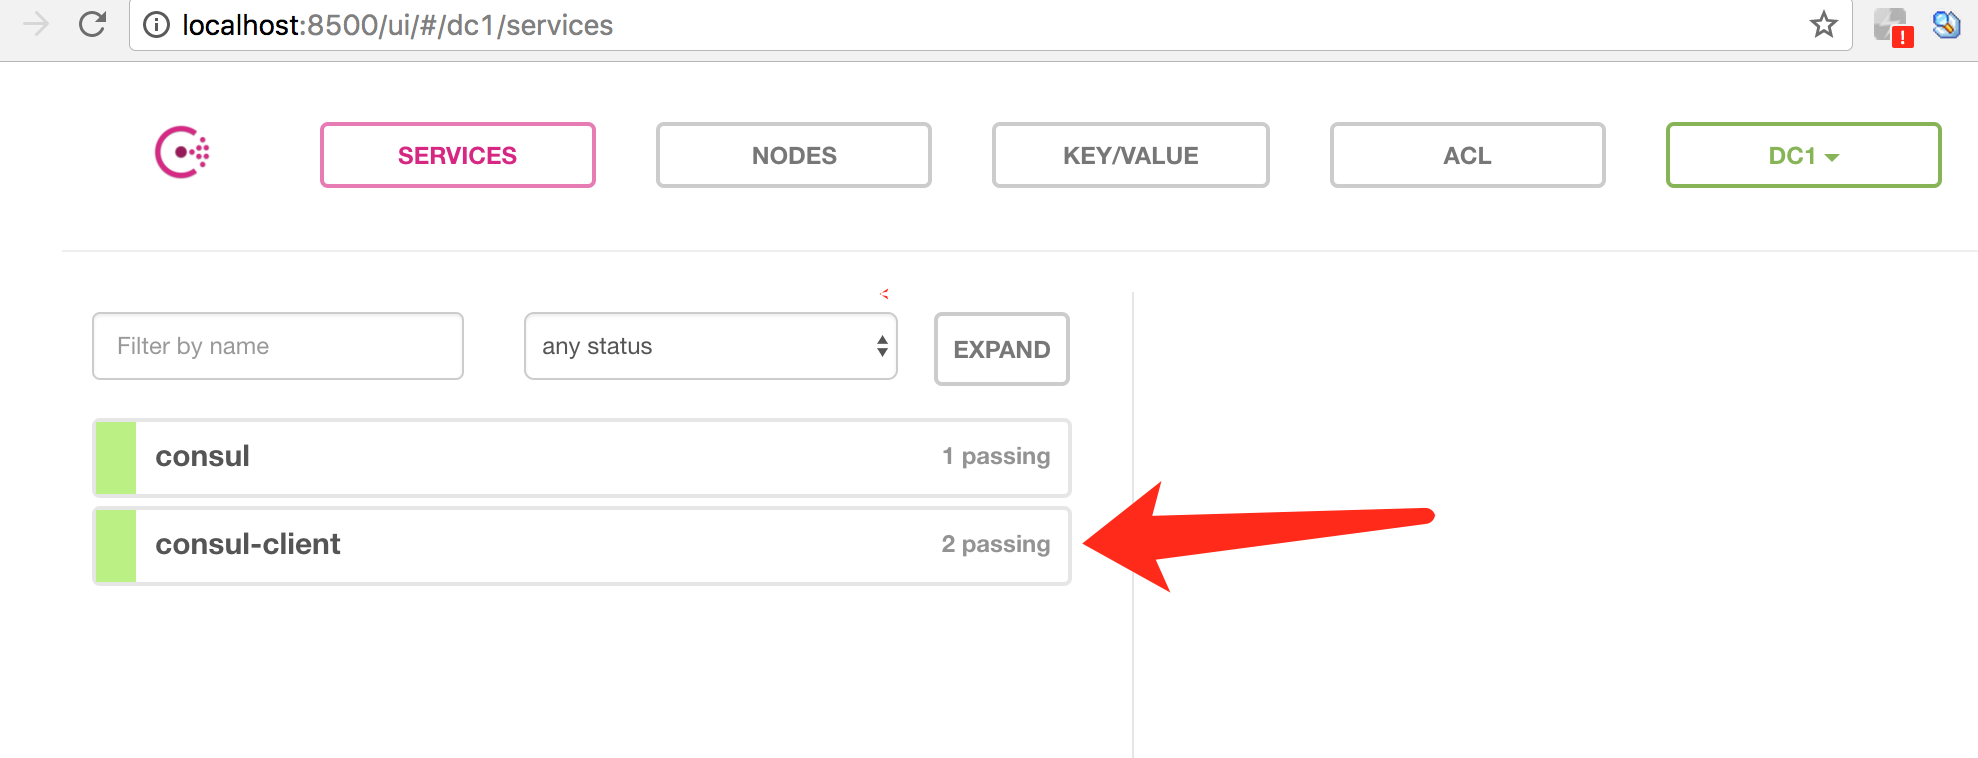 localhost:8500/ui/#/dc1/services
SERVICES
NODES
KEY/VALUE
ACL
DC1
Filter by name
any status
EXPAND
consul
1 passing
consul-client
2 passing